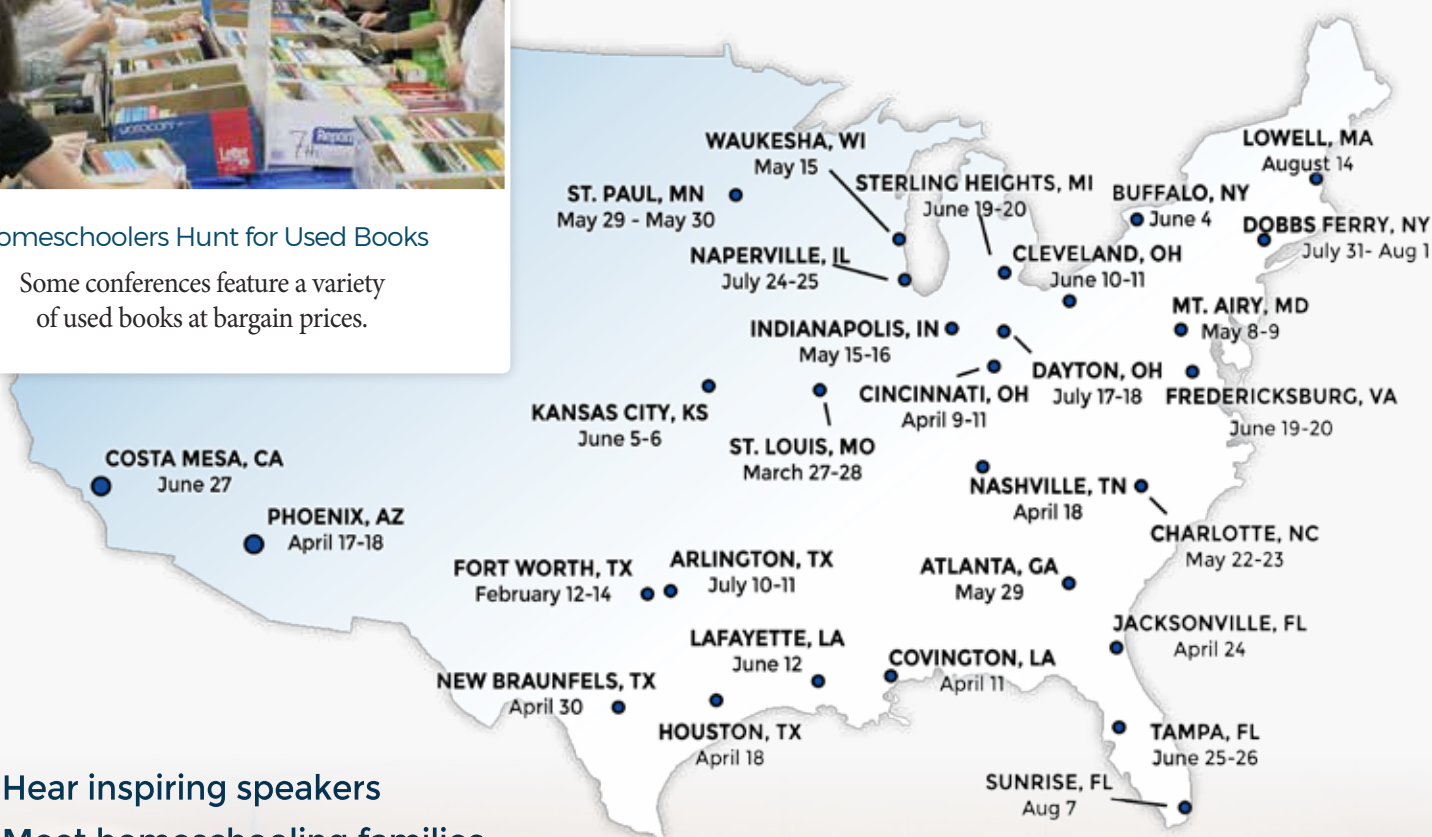 Letter
7th
Report
omeschoolers Hunt for Used Books
Some conferences feature a variety
of used books at bargain prices.
WAUKESHA, WI
May 15
LOWELL, MA
August 14
ST. PAUL, MN
May 29 - May 30
STERLING HEIGHTS, MI
June 19-20
BUFFALO, NY
June 4
DOBBS FERRY, NY
July 31- Aug 1
NAPERVILLE, IL
July 24-25
CLEVELAND, OH
June 10-11
MT. AIRY, MD
May 8-9
INDIANAPOLIS, IN
May 15-16
DAYTON, OH
July 17-18
CINCINNATI, OH
April 9-11
FREDERICKSBURG, VA
June 19-20
KANSAS CITY, KS
June 5-6
ST. LOUIS, MO
March 27-28
COSTA MESA, CA
June 27
NASHVILLE, TN
April 18
PHOENIX, AZ
April 17-18
CHARLOTTE, NC
May 22-23
FORT WORTH, TX
February 12-14
ARLINGTON, TX
July 10-11
ATLANTA, GA
May 29
JACKSONVILLE, FL
April 24
LAFAYETTE, LA
June 12
COVINGTON, LA
April 11
NEW BRAUNFELS, TX
April 30
HOUSTON, TX
April 18
TAMPA, FL
June 25-26
SUNRISE, FL
Aug 7
Hear inspiring speakers
Meet homeschooling families